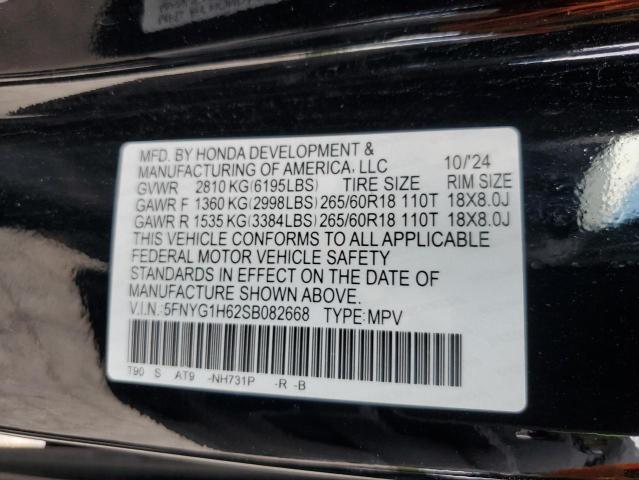 MFD. BY HONDA DEVELOPMENT & 10/'24
MANUFACTURING OF AMERICA, LLC
GVWR 2810 KG(6195LBS) TIRE SIZE RIM SIZE
GAWR F 1360 KG(2998LBS) 265/60R18 110T 18X8.0J
GAWR R 1535 KG(3384LBS) 265/60R18 110T 18X8.0J
THIS VEHICLE CONFORMS TO ALL APPLICABLE
FEDERAL MOTOR VEHICLE SAFETY
STANDARDS IN EFFECT ON THE DATE OF
MANUFACTURE SHOWN ABOVE.
V.I.N.:5FNYG1H62SB082668 TYPE:MPV
T90 S AT9 -NH731P -R -B